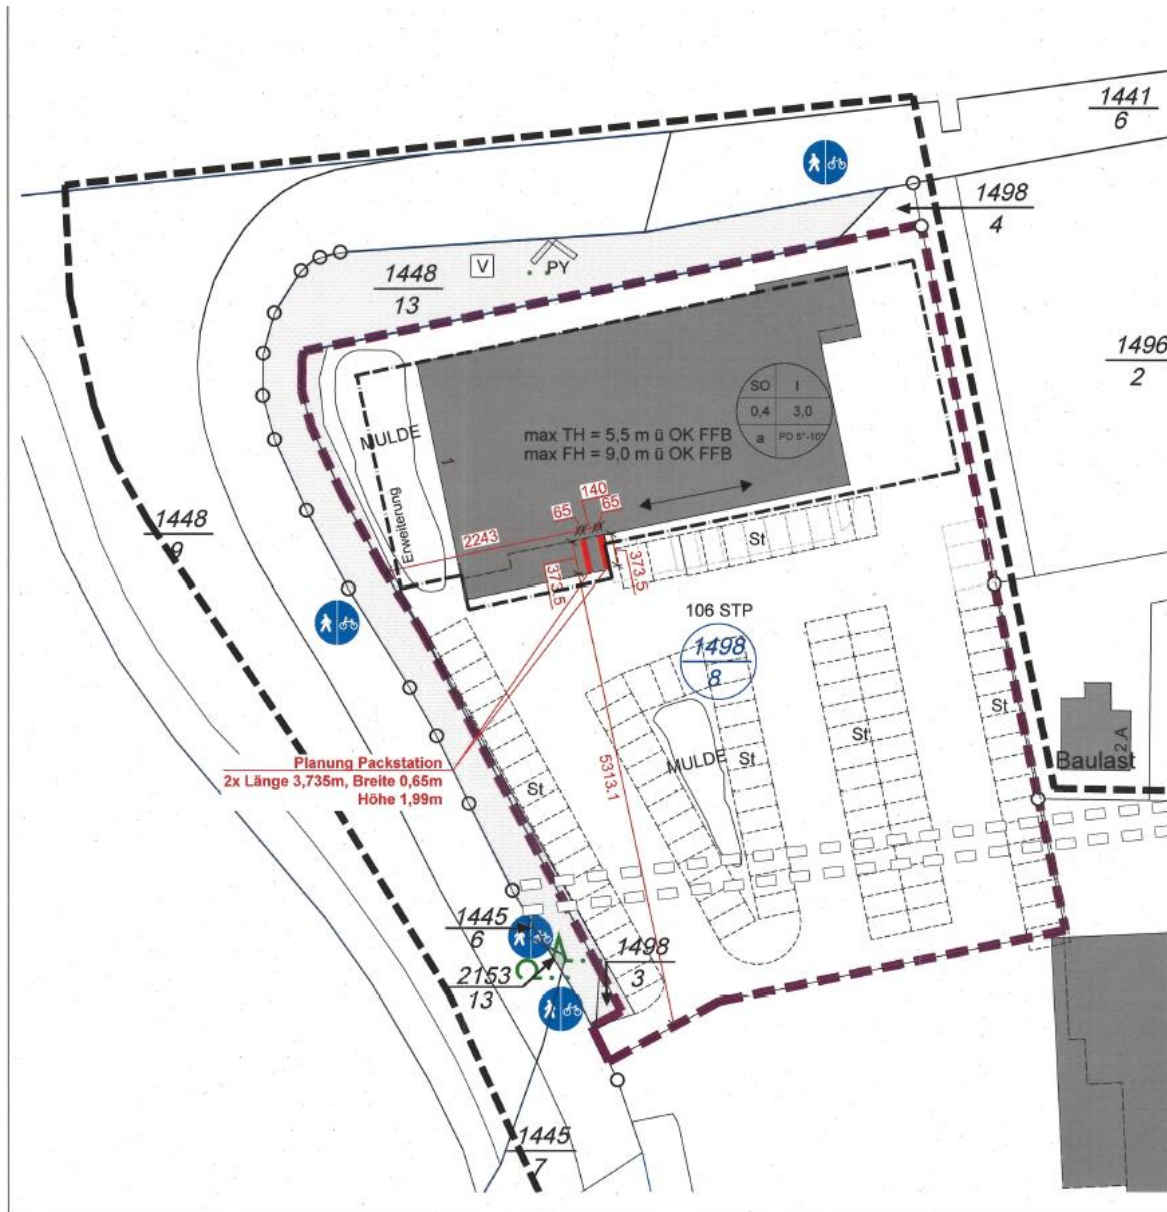 1441
6
1498
4
V
PY
1448
13
1496
2
SO I
0,4 3,0
a PD 5°-10°
MULDE
max TH = 5,5 m ü OK FFB
max FH = 9,0 m ü OK FFB
1
140
65
65
1448
9
Erweiterung
2243
St
373.5
373.5
106 STP
1498
8
St
St
MULDE
St
2 A
Baulast
Planung Packstation
2x Länge 3,735m, Breite 0,65m
Höhe 1,99m
5313.1
St
1445
6
1498
3
2153
13
1445
7